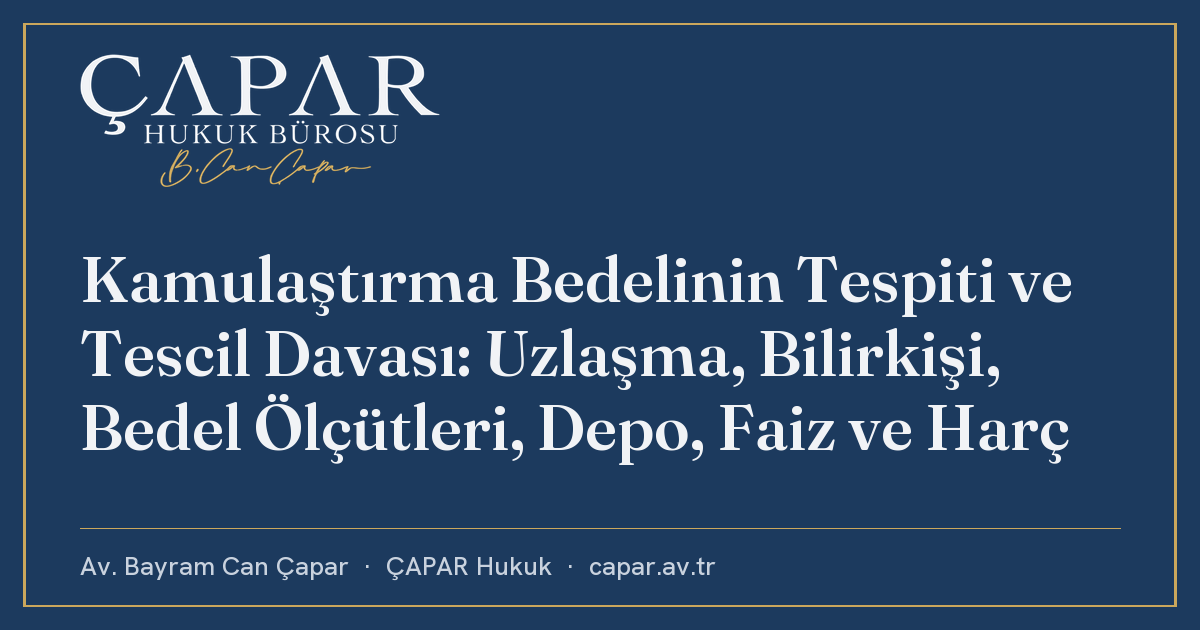 ÇAPAR
HUKUK BÜROSU
B.Can Çapar
Kamulaştırma Bedelinin Tespiti ve
Tescil Davası: Uzlaşma, Bilirkişi,
Bedel Ölçütleri, Depo, Faiz ve Harç
Av. Bayram Can Çapar · ÇAPAR Hukuk · capar.av.tr